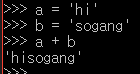 >>> a = 'hi'
>>> b = 'sogang'
>>> a + b
'hisogang'
>>>